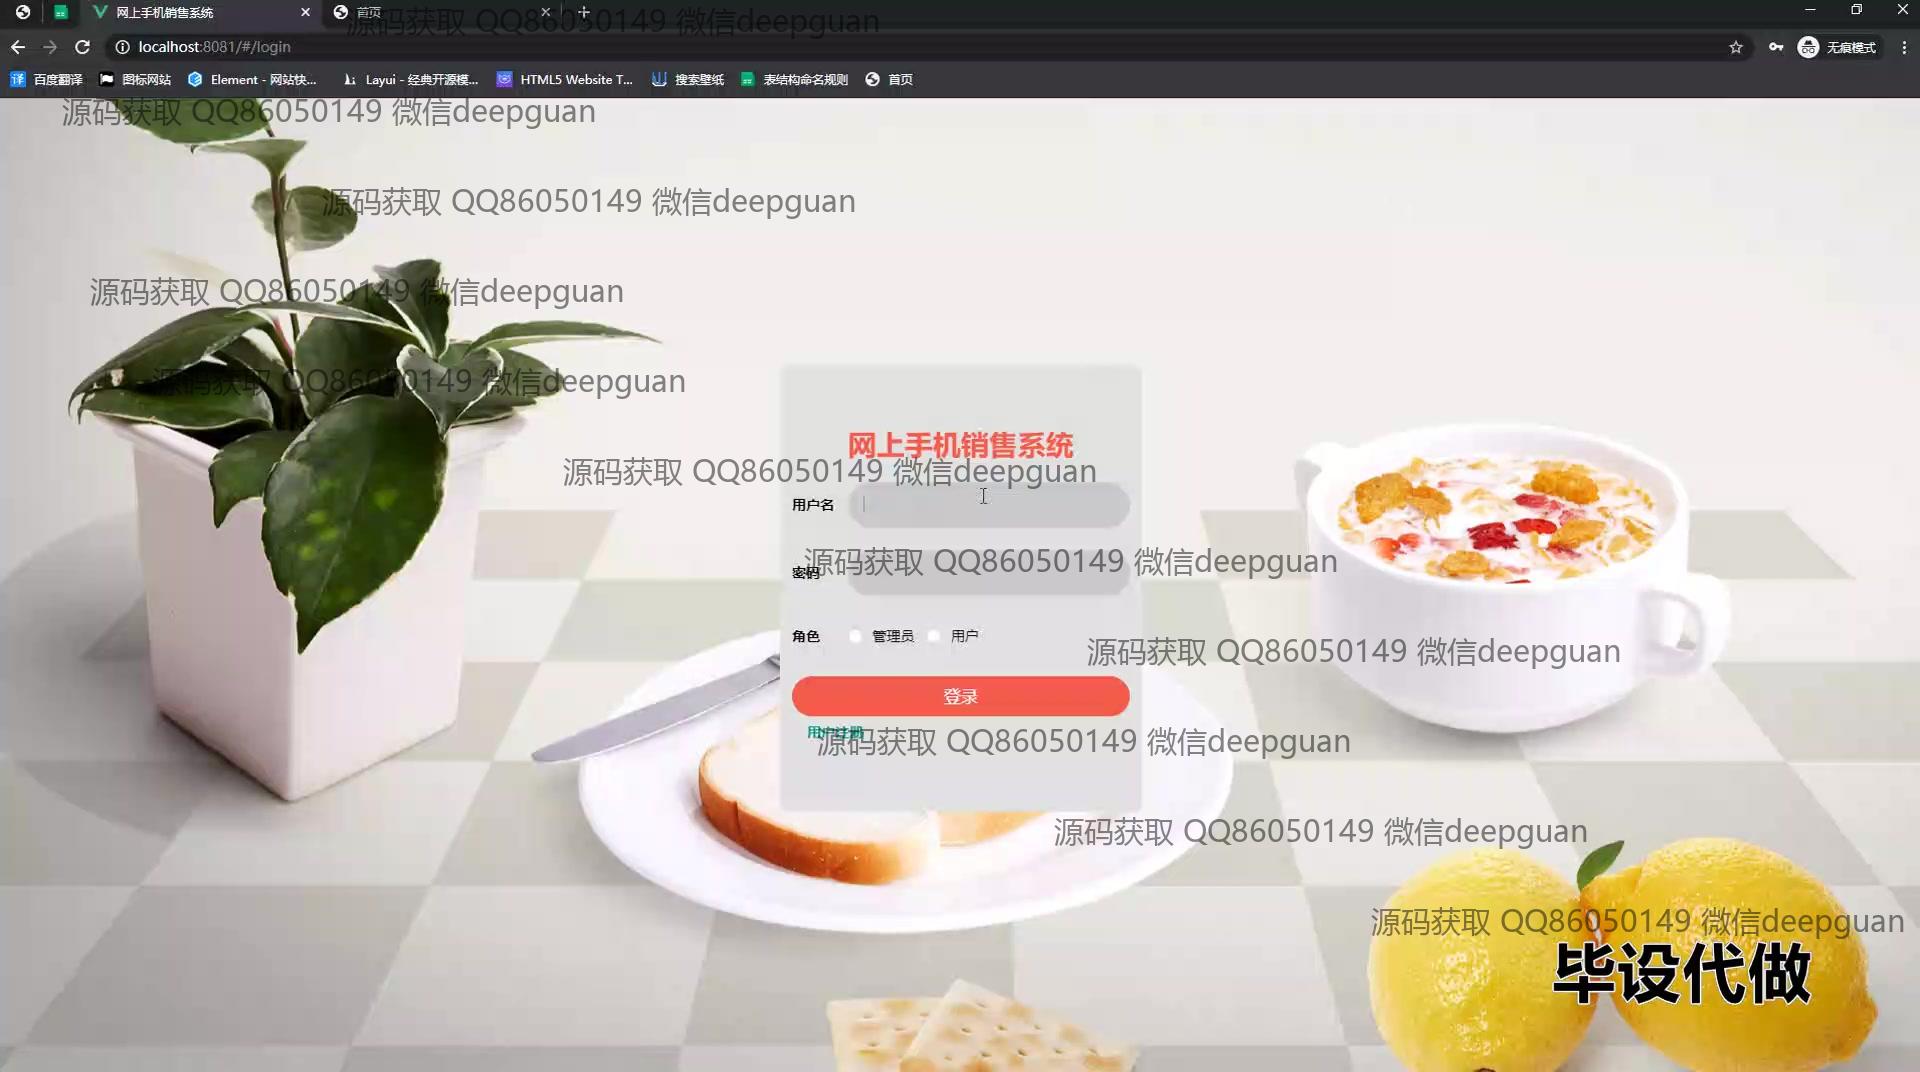 网上手机销售系统
首页
源码获取 QQ86050149 微信deepguan
localhost:8081/#/login
无痕模式
百度翻译 图标网站 Element - 网站快... Layui - 经典开源模... HTML5 Website T... 搜索壁纸 表结构命名规则 首页
源码获取 QQ86050149 微信deepguan
源码获取 QQ86050149 微信deepguan
源码获取 QQ86050149 微信deepguan
源码获取 QQ86050149 微信deepguan
网上手机销售系统
源码获取 QQ86050149 微信deepguan
用户名
源码获取 QQ86050149 微信deepguan
密码
角色 管理员 用户
源码获取 QQ86050149 微信deepguan
登录
用户注册
源码获取 QQ86050149 微信deepguan
源码获取 QQ86050149 微信deepguan
源码获取 QQ86050149 微信deepguan
毕设代做